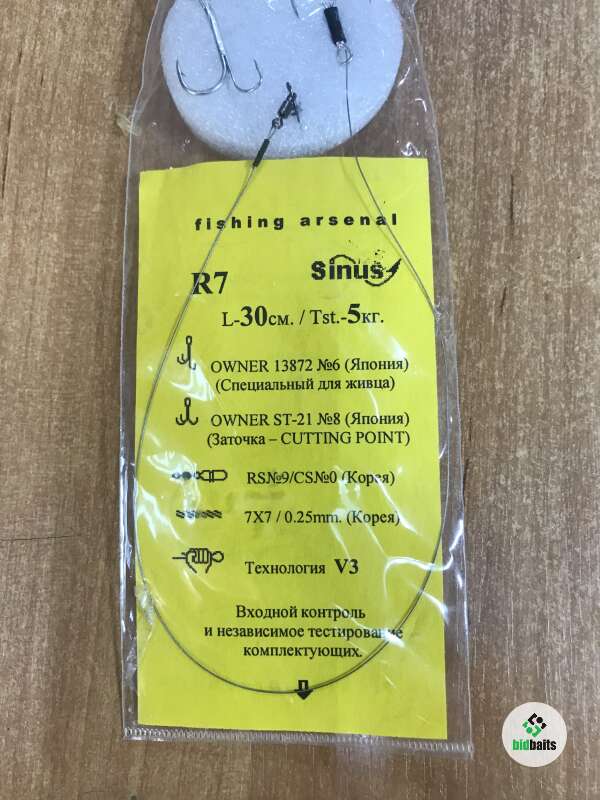 fishing arsenal
R7
Sinus
L-30см. / Tst.-5кг.
OWNER 13872 №6 (Япония)
(Специальный для живца)
OWNER ST-21 №8 (Япония)
(Заточка – CUTTING POINT)
RS№9/CS№0 (Корея)
7X7 / 0.25mm. (Корея)
Технология V3
Входной контроль
и независимое тестирование
комплектующих.
bidbaits